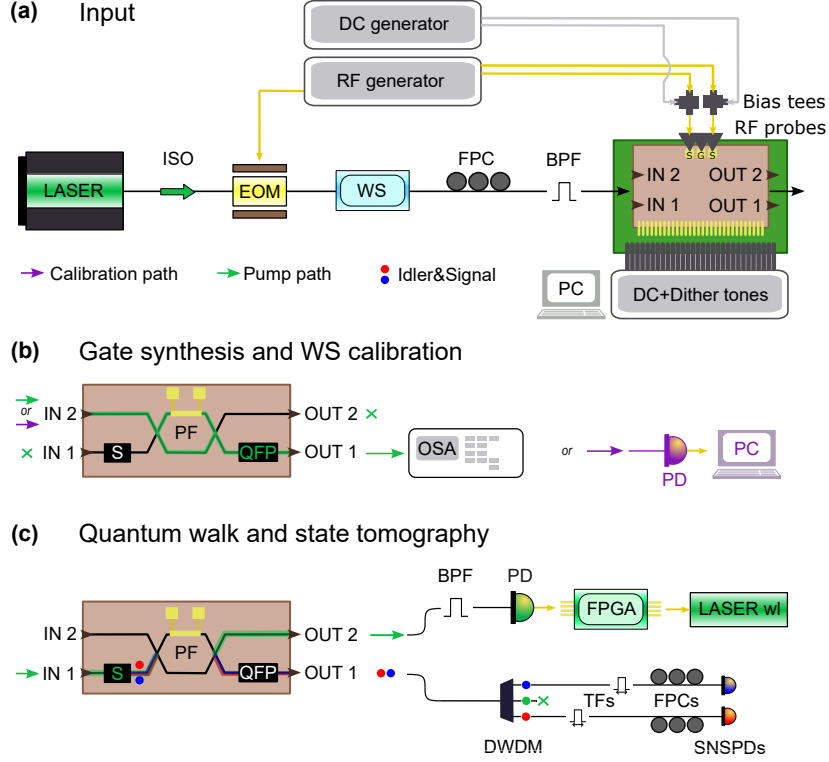 (a) Input
DC generator
RF generator
Bias tees
RF probes
ISO
FPC
BPF
LASER
EOM
WS
S G S
IN 2 OUT 2
IN 1 OUT 1
Calibration path
Pump path
Idler&Signal
PC
DC+Dither tones
(b) Gate synthesis and WS calibration
or
IN 2
PF
OUT 2
IN 1
S
QFP
OUT 1
OSA
or
PD
PC
(c) Quantum walk and state tomography
BPF
PD
FPGA
LASER wl
IN 2
PF
OUT 2
IN 1
S
QFP
OUT 1
DWDM
TFs
FPCs
SNSPDs